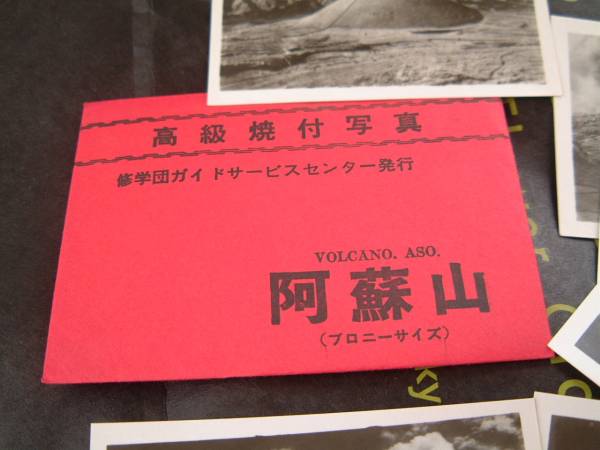 高級焼付写真
修学団ガイドサービスセンター発行
VOLCANO. ASO.
阿蘇山
(ブロニーサイズ)